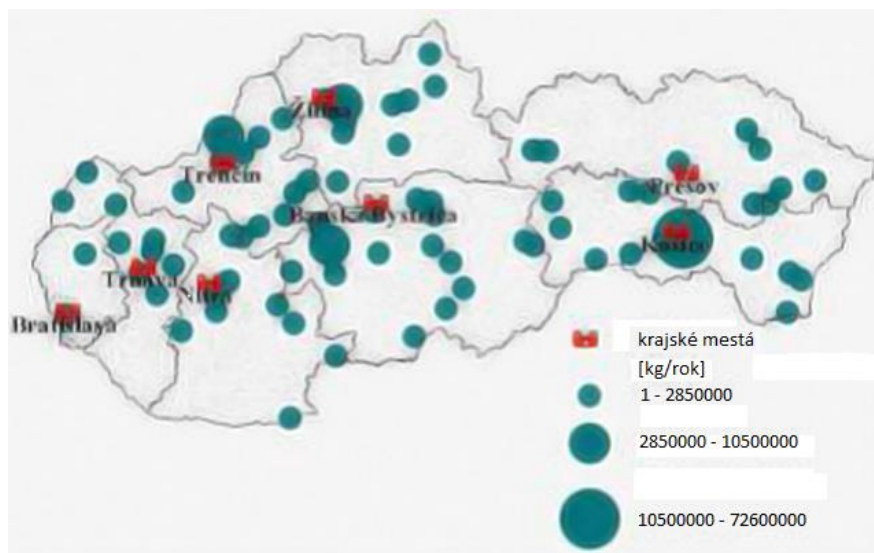 Žilina
Trenčín
Prešov
Banská Bystrica
Košice
Trnava
Nitra
Bratislava
krajské mestá
[kg/rok]
1 - 2850000
2850000 - 10500000
10500000 - 72600000